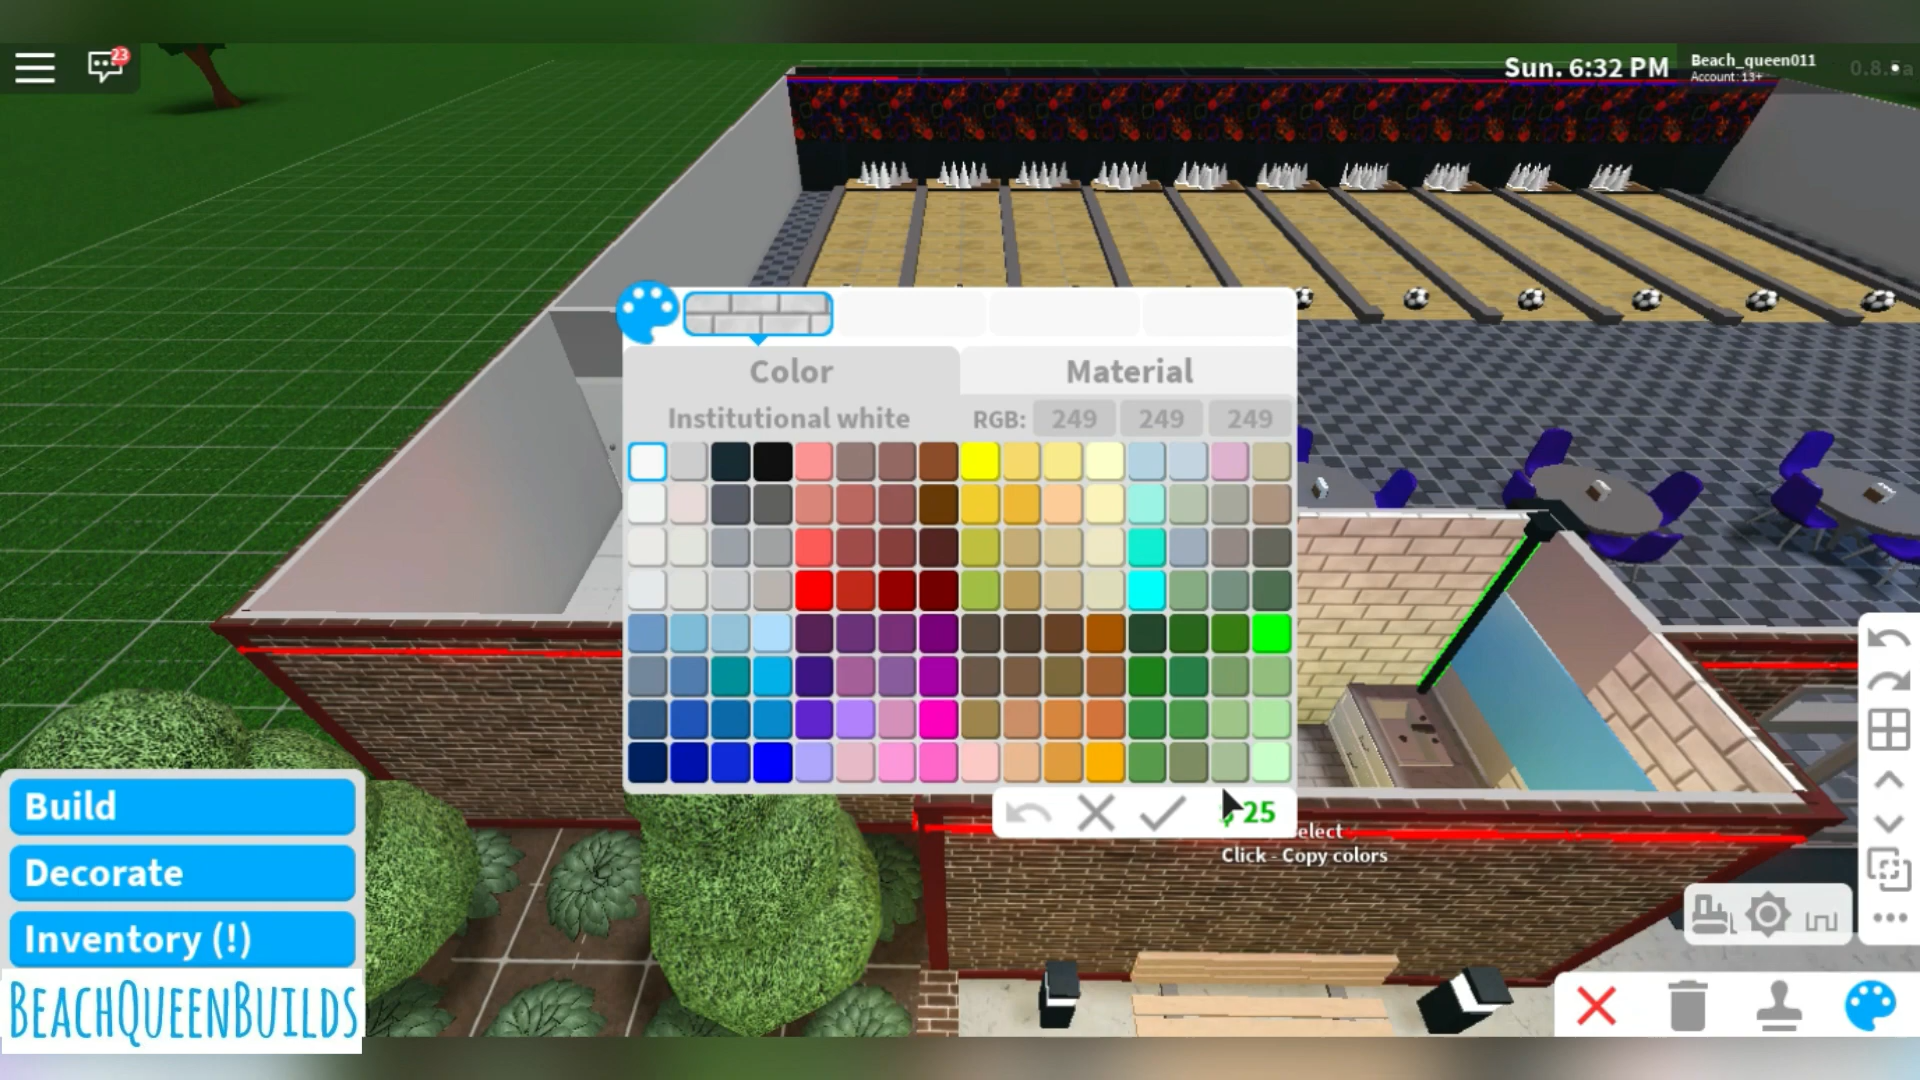 23
Sun. 6:32 PM
Beach_queen011
Account: 13+
Color
Material
Institutional white
RGB: 249 249 249
$25
Click - Copy colors
Build
Decorate
Inventory (!)
BEACHQUEENBUILDS